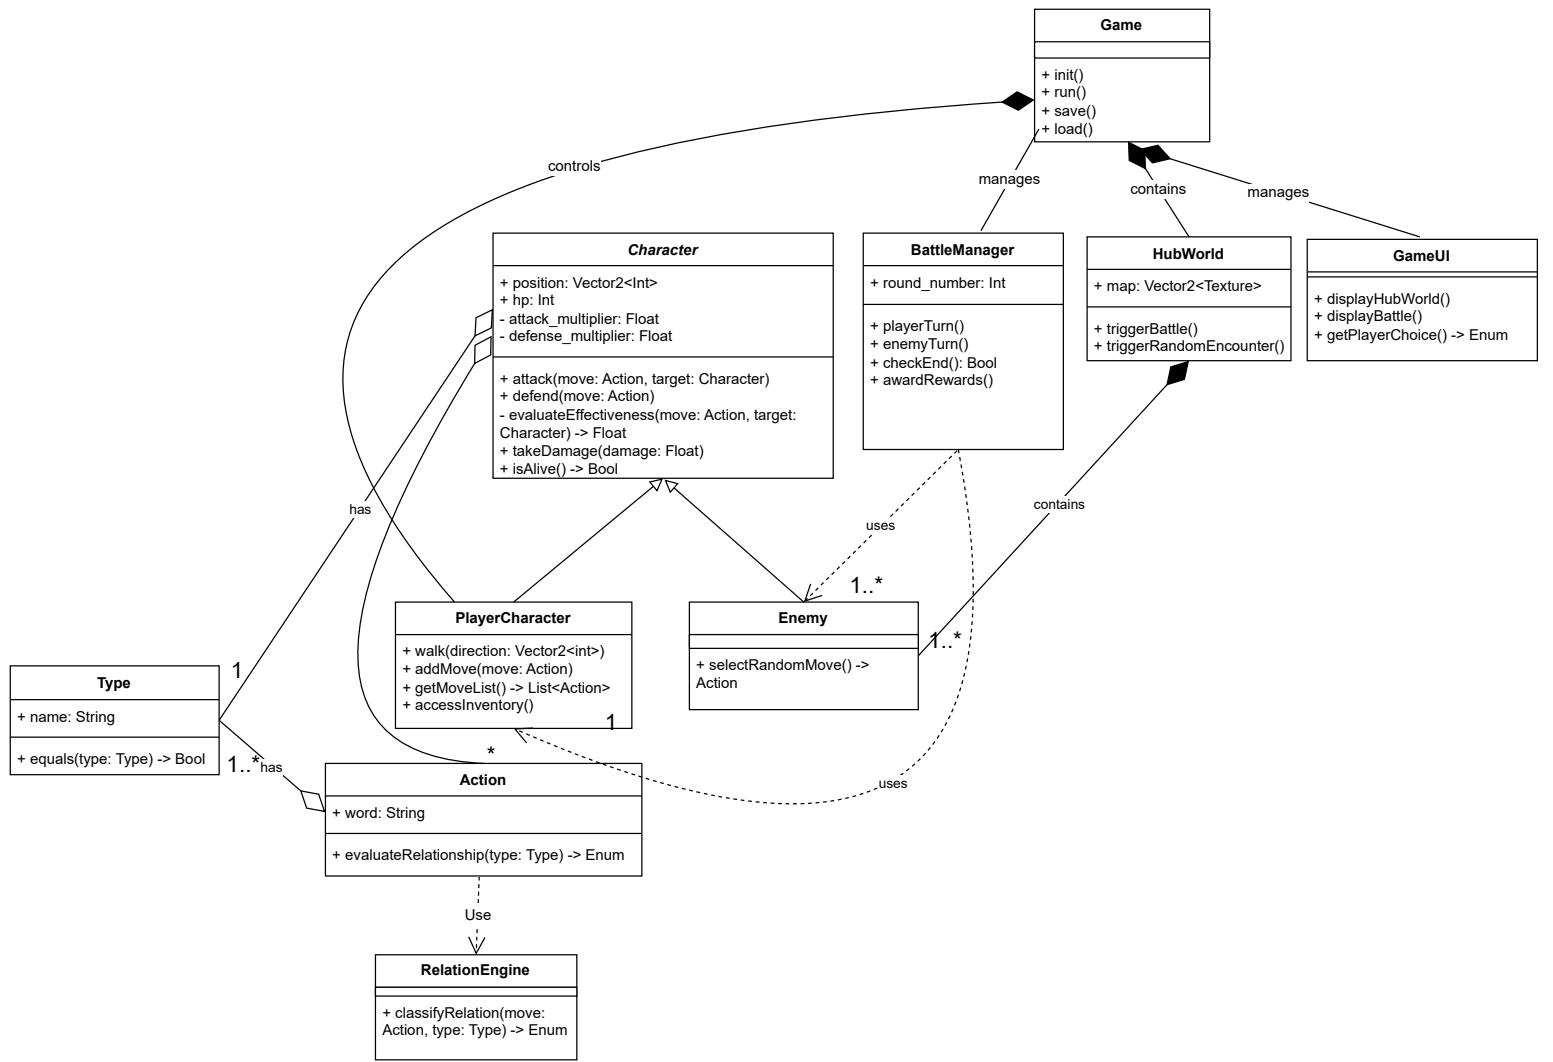 Game
+ init()
+ run()
+ save()
+ load()
controls
manages
contains
manages
Character
+ position: Vector2<Int>
+ hp: Int
- attack_multiplier: Float
- defense_multiplier: Float
+ attack(move: Action, target: Character)
+ defend(move: Action)
- evaluateEffectiveness(move: Action, target:
Character) -> Float
+ takeDamage(damage: Float)
+ isAlive() -> Bool
BattleManager
+ round_number: Int
+ playerTurn()
+ enemyTurn()
+ checkEnd(): Bool
+ awardRewards()
HubWorld
+ map: Vector2<Texture>
+ triggerBattle()
+ triggerRandomEncounter()
GameUI
+ displayHubWorld()
+ displayBattle()
+ getPlayerChoice() -> Enum
has
uses
contains
1..*
1..*
PlayerCharacter
+ walk(direction: Vector2<int>)
+ addMove(move: Action)
+ getMoveList() -> List<Action>
+ accessInventory()
1
Enemy
+ selectRandomMove() ->
Action
1
Type
+ name: String
+ equals(type: Type) -> Bool
1..*
has
*
uses
Action
+ word: String
+ evaluateRelationship(type: Type) -> Enum
Use
RelationEngine
+ classifyRelation(move:
Action, type: Type) -> Enum